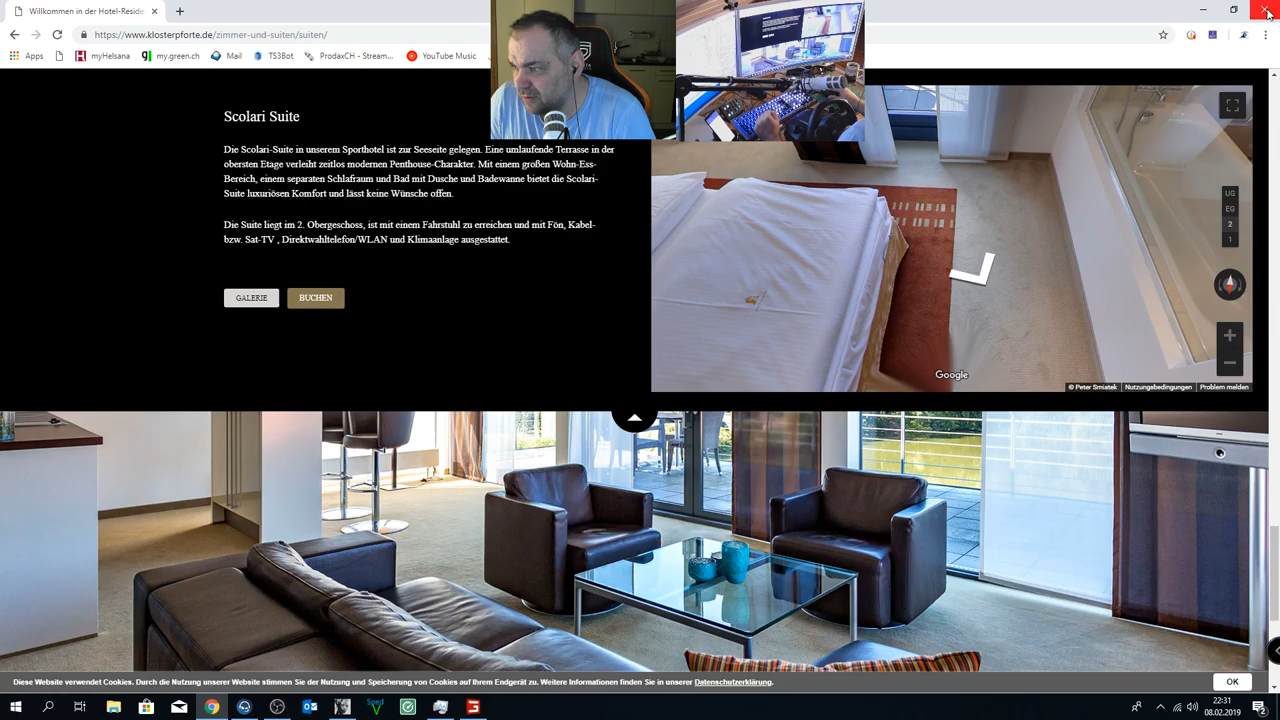 Willkommen in der Hotel-Reside
https://www.klosterpforte.de/zimmer-und-suiten/suiten/
Apps
myHelsana
my.green.ch
Mail
TS3Bot
ProdaxCH – Stream...
YouTube Music
Scolari Suite
Die Scolari-Suite in unserem Sporthotel ist zur Seeseite gelegen. Eine umlaufende Terrasse in der
obersten Etage verleiht zeitlos modernen Penthouse-Charakter. Mit einem großen Wohn-Ess-
Bereich, einem separaten Schlafraum und Bad mit Dusche und Badewanne bietet die Scolari-
Suite luxuriösen Komfort und lässt keine Wünsche offen.
Die Suite liegt im 2. Obergeschoss, ist mit einem Fahrstuhl zu erreichen und mit Fön, Kabel-
bzw. Sat-TV , Direktwahltelefon/WLAN und Klimaanlage ausgestattet.
GALERIE
BUCHEN
UG
EG
2
1
Google
© Peter Smiatek
Nutzungsbedingungen
Problem melden
Diese Website verwendet Cookies. Durch die Nutzung unserer Website stimmen Sie der Nutzung und Speicherung von Cookies auf Ihrem Endgerät zu. Weitere Informationen finden Sie in unserer Datenschutzerklärung.
OK
22:31
08.02.2019
2